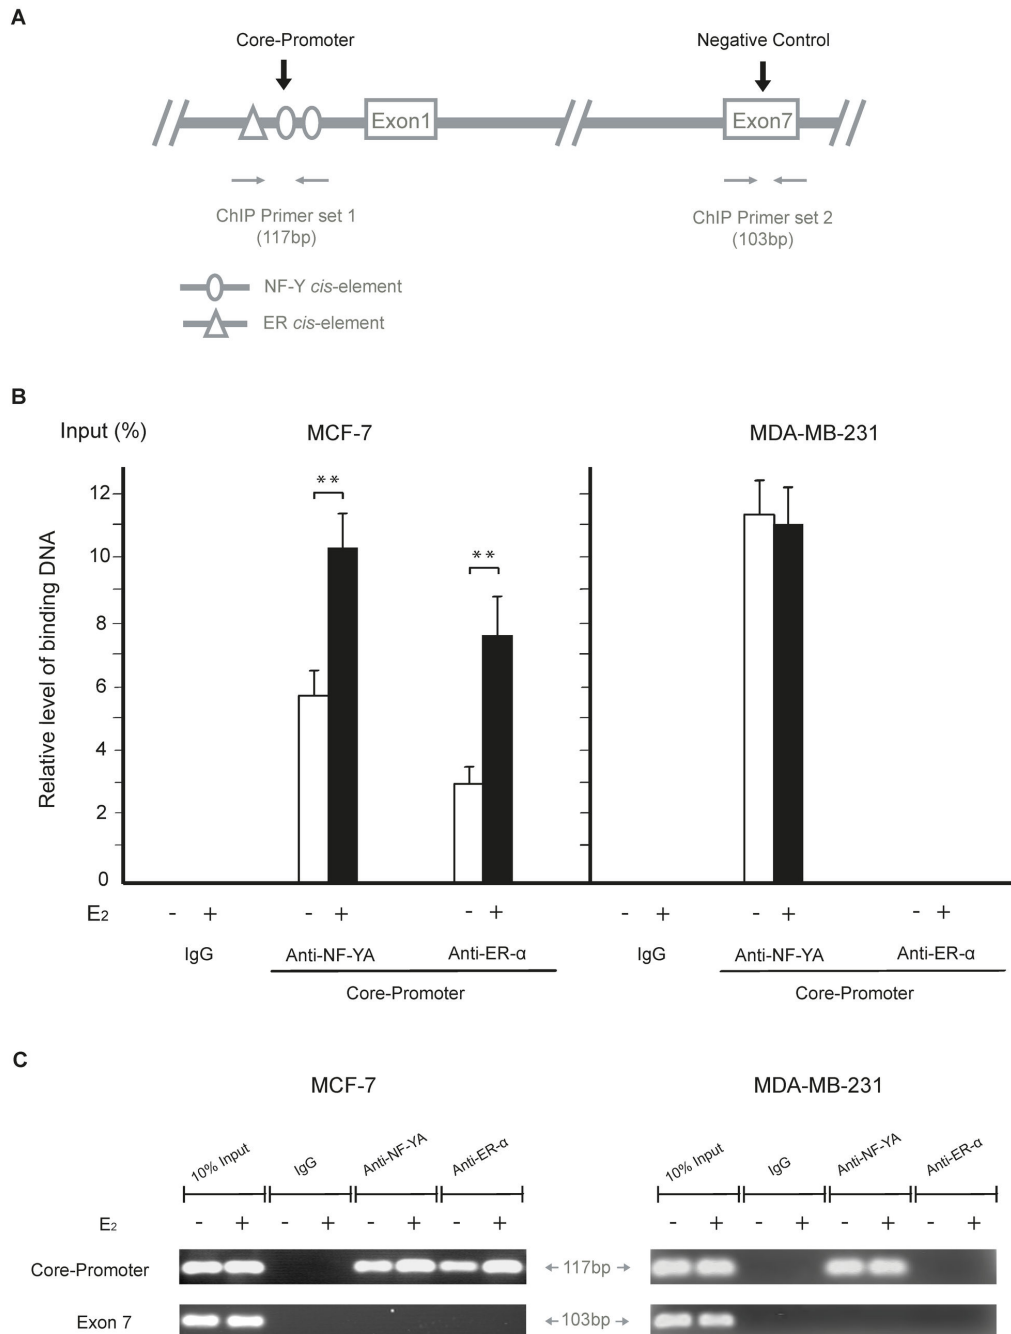 A
Core-Promoter Negative Control
Exon1 Exon7
ChIP Primer set 1 ChIP Primer set 2
(117bp) (103bp)
NF-Y cis-element
ER cis-element
B
Input (%) MCF-7 MDA-MB-231
Relative level of binding DNA
** **
12
10
8
6
4
2
0
E2 - + - + - + - + - + - +
IgG Anti-NF-YA Anti-ER-α IgG Anti-NF-YA Anti-ER-α
Core-Promoter Core-Promoter
C
MCF-7 MDA-MB-231
10% Input IgG Anti-NF-YA Anti-ER-α 10% Input IgG Anti-NF-YA Anti-ER-α
E2 - + - + - + - + - + - + - + - +
Core-Promoter 117bp
Exon 7 103bp